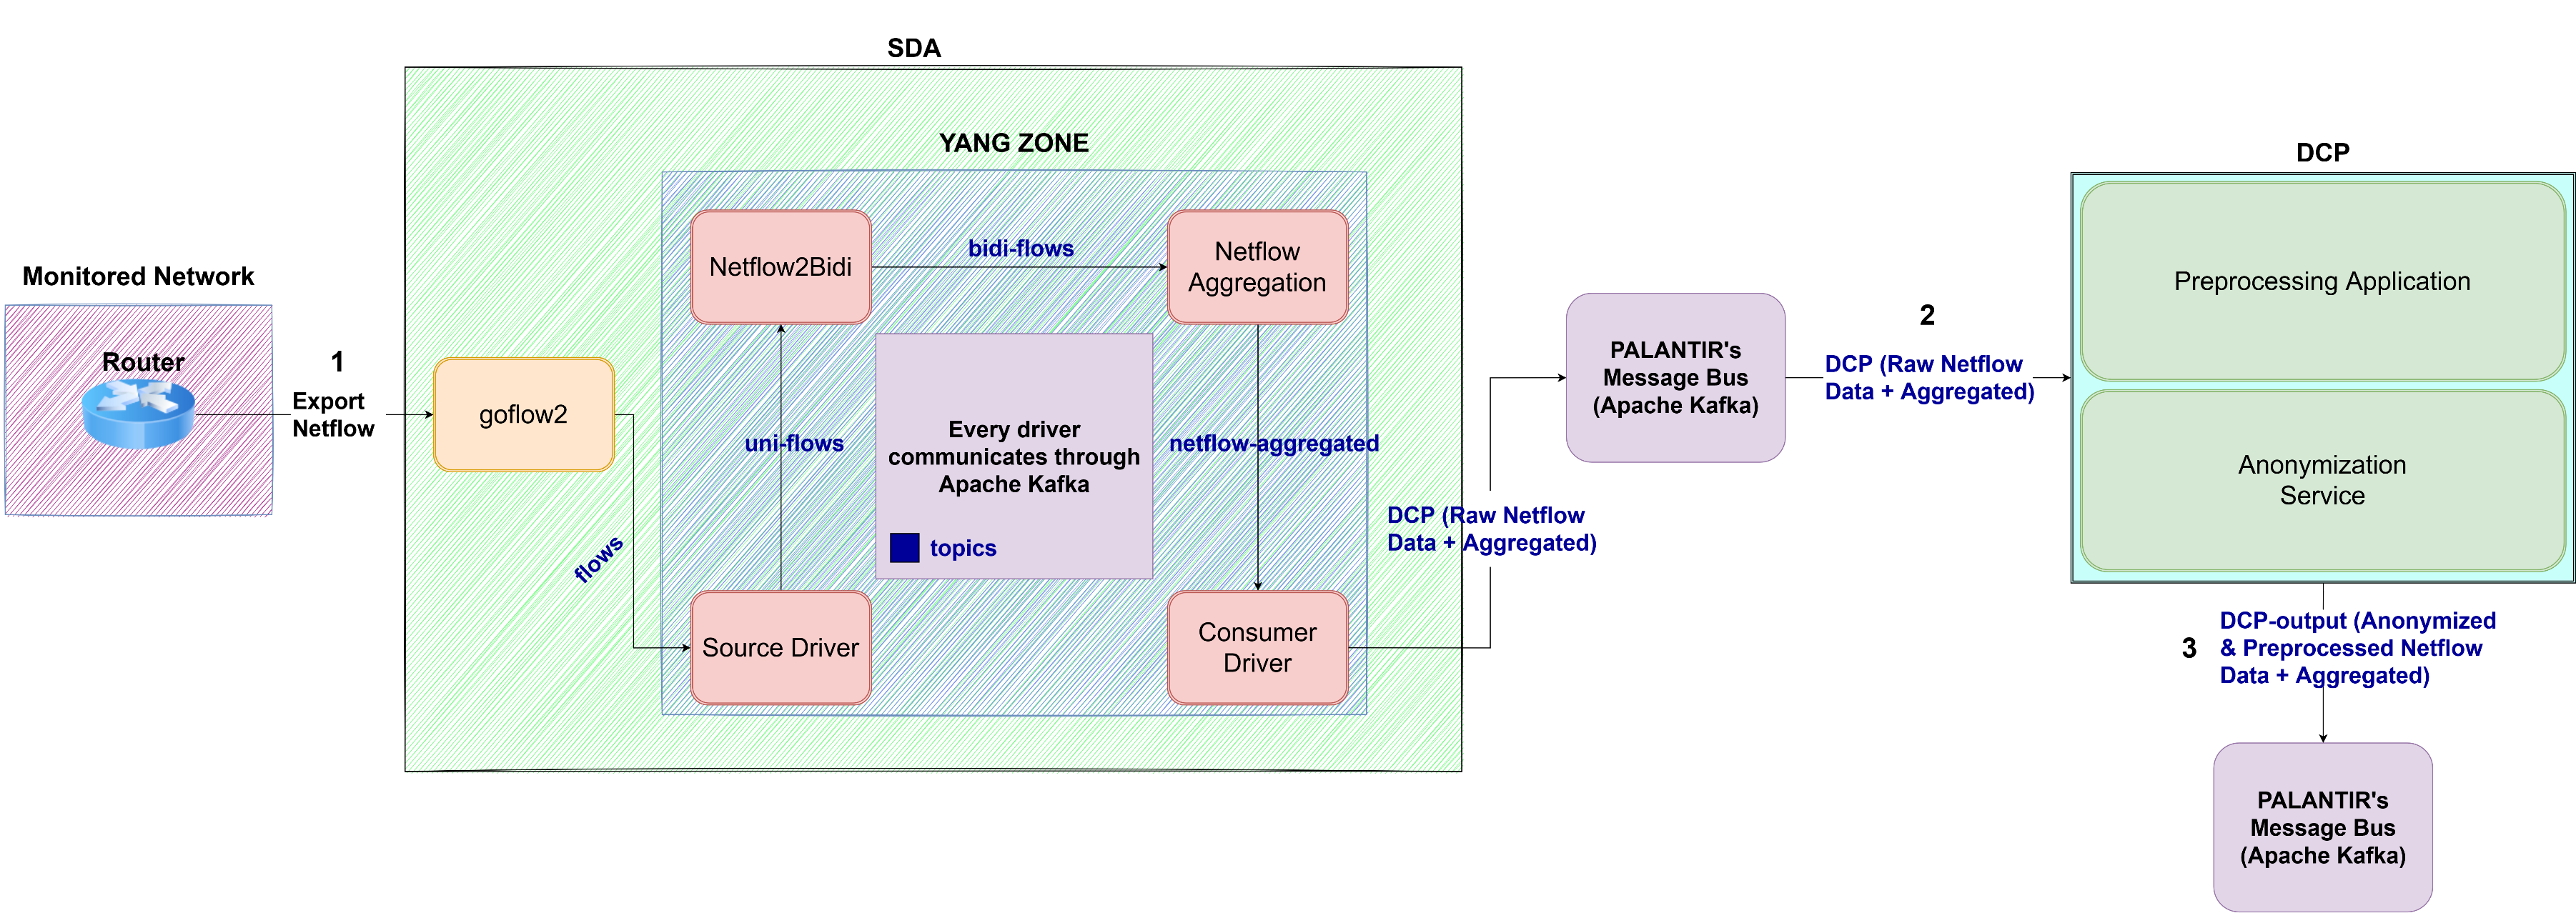 SDA
YANG ZONE
DCP
Monitored Network
Router
1
Export
Netflow
goflow2
flows
Netflow2Bidi
bidi-flows
Netflow
Aggregation
uni-flows
Every driver
communicates through
Apache Kafka
topics
netflow-aggregated
Source Driver
Consumer
Driver
DCP (Raw Netflow
Data + Aggregated)
PALANTIR's
Message Bus
(Apache Kafka)
2
DCP (Raw Netflow
Data + Aggregated)
Preprocessing Application
Anonymization
Service
3
DCP-output (Anonymized
& Preprocessed Netflow
Data + Aggregated)
PALANTIR's
Message Bus
(Apache Kafka)